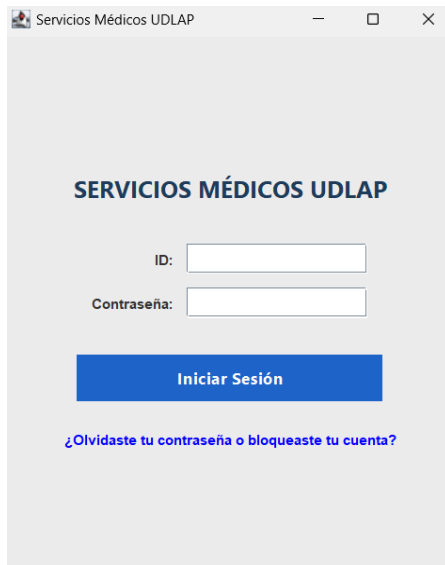 Servicios Médicos UDLAP
SERVICIOS MÉDICOS UDLAP
ID:
Contraseña:
Iniciar Sesión
¿Olvidaste tu contraseña o bloqueaste tu cuenta?